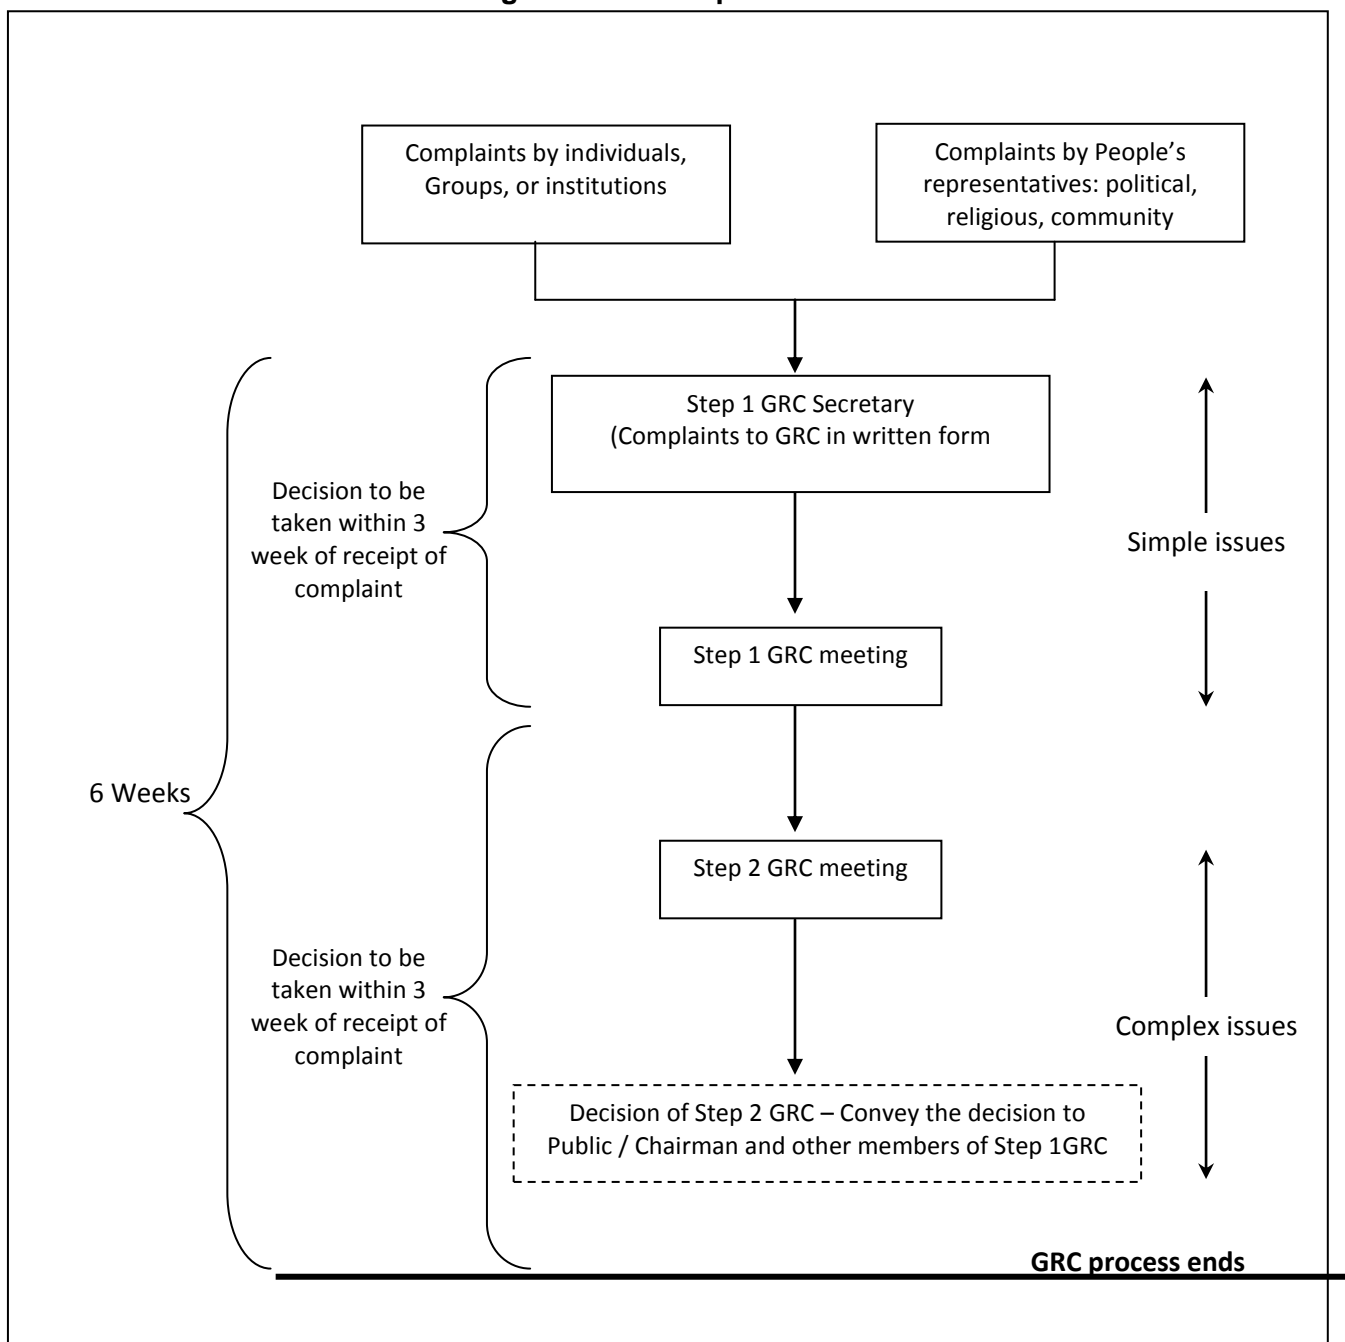 Complaints by individuals,
Groups, or institutions
Complaints by People’s
representatives: political,
religious, community
Step 1 GRC Secretary
(Complaints to GRC in written form
Decision to be
taken within 3
week of receipt of
complaint
Simple issues
Step 1 GRC meeting
6 Weeks
Step 2 GRC meeting
Decision to be
taken within 3
week of receipt of
complaint
Complex issues
Decision of Step 2 GRC – Convey the decision to
Public / Chairman and other members of Step 1GRC
GRC process ends